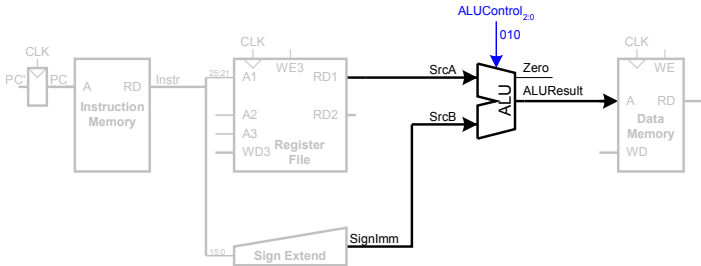 ALUControl2:0
010
CLK
CLK
CLK
PC'
PC
A
RD
Instr
Instruction
Memory
25:21
A1
WE3
RD1
A2
RD2
A3
WD3
Register
File
SrcA
SrcB
ALU
Zero
ALUResult
WE
A
RD
Data
Memory
WD
15:0
Sign Extend
SignImm